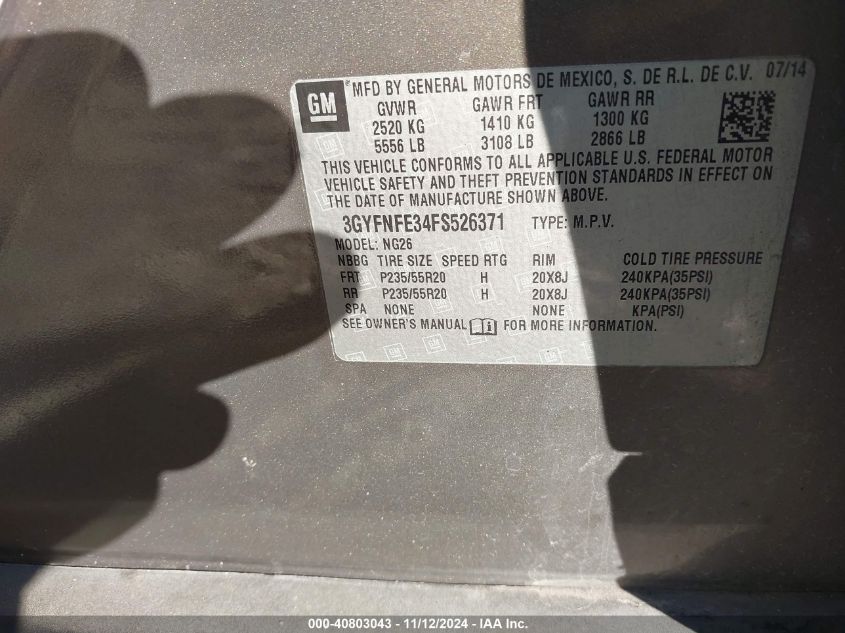 GM
® MFD BY GENERAL MOTORS DE MEXICO, S. DE R.L. DE C.V. 07/14
GVWR GAWR FRT GAWR RR
2520 KG 1410 KG 1300 KG
5556 LB 3108 LB 2866 LB
THIS VEHICLE CONFORMS TO ALL APPLICABLE U.S. FEDERAL MOTOR
VEHICLE SAFETY AND THEFT PREVENTION STANDARDS IN EFFECT ON
THE DATE OF MANUFACTURE SHOWN ABOVE.
3GYFNFE34FS526371 TYPE: M.P.V.
MODEL: NG26
NBBG TIRE SIZE SPEED RTG RIM COLD TIRE PRESSURE
FRT P235/55R20 H 20X8J 240KPA(35PSI)
RR P235/55R20 H 20X8J 240KPA(35PSI)
SPA NONE NONE KPA(PSI)
SEE OWNER'S MANUAL FOR MORE INFORMATION.
000-40803043 - 11/12/2024 - IAA Inc.